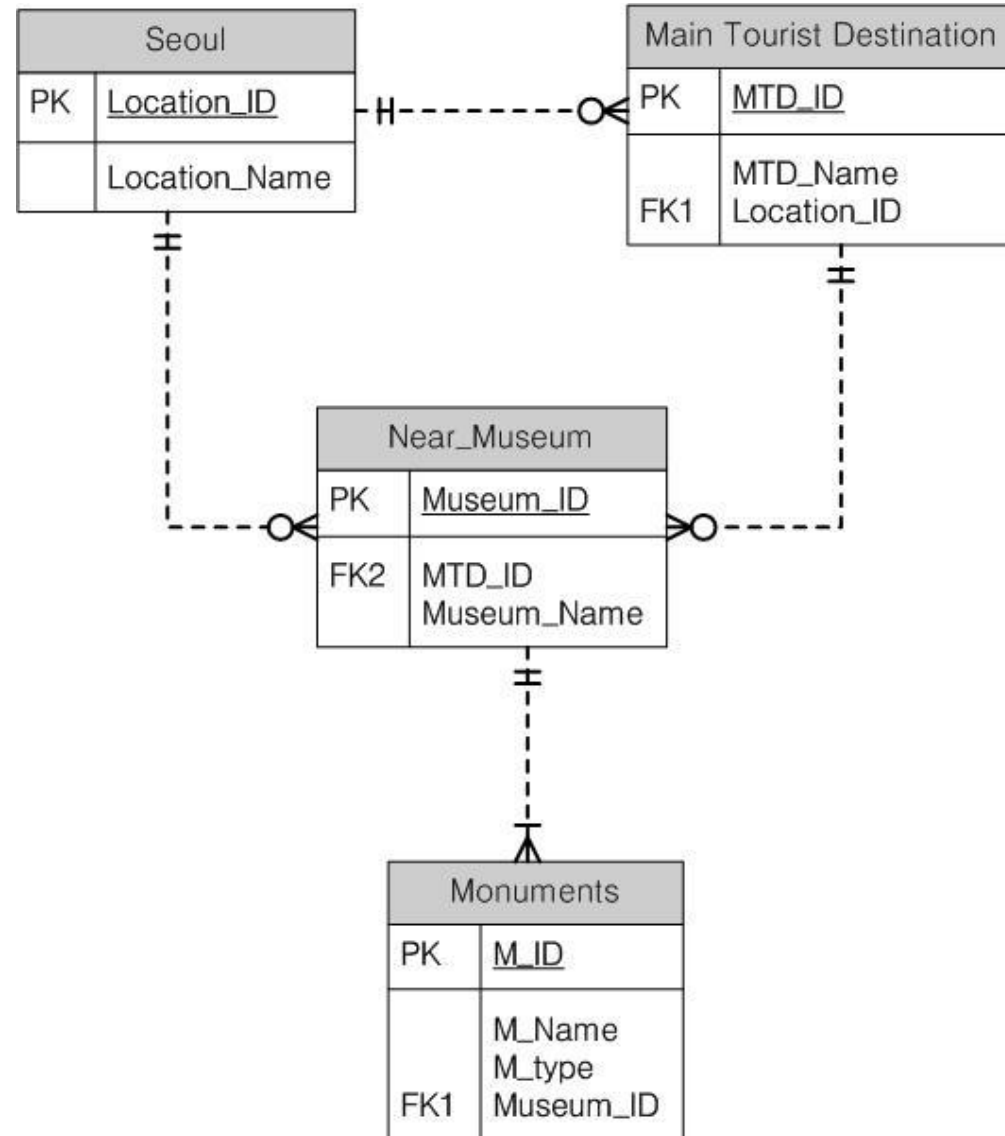 Seoul
PK Location_ID
Location_Name
Main Tourist Destination
PK MTD_ID
MTD_Name
FK1 Location_ID
Near_Museum
PK Museum_ID
FK2 MTD_ID
Museum_Name
Monuments
PK M_ID
M_Name
M_type
FK1 Museum_ID